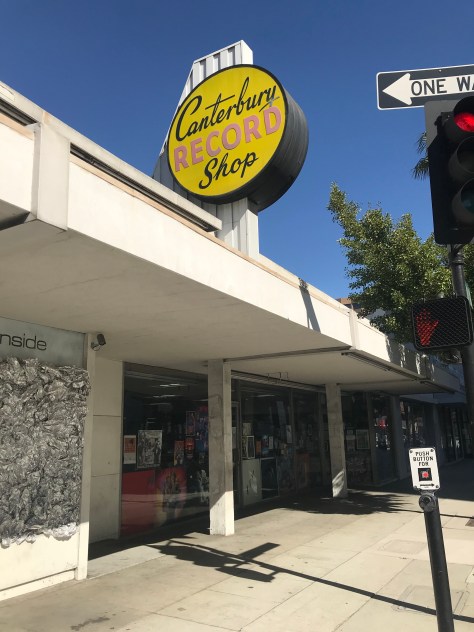 Canterbury
RECORD
Shop
ONE WA
nside
PUSH
BUTTON
FOR